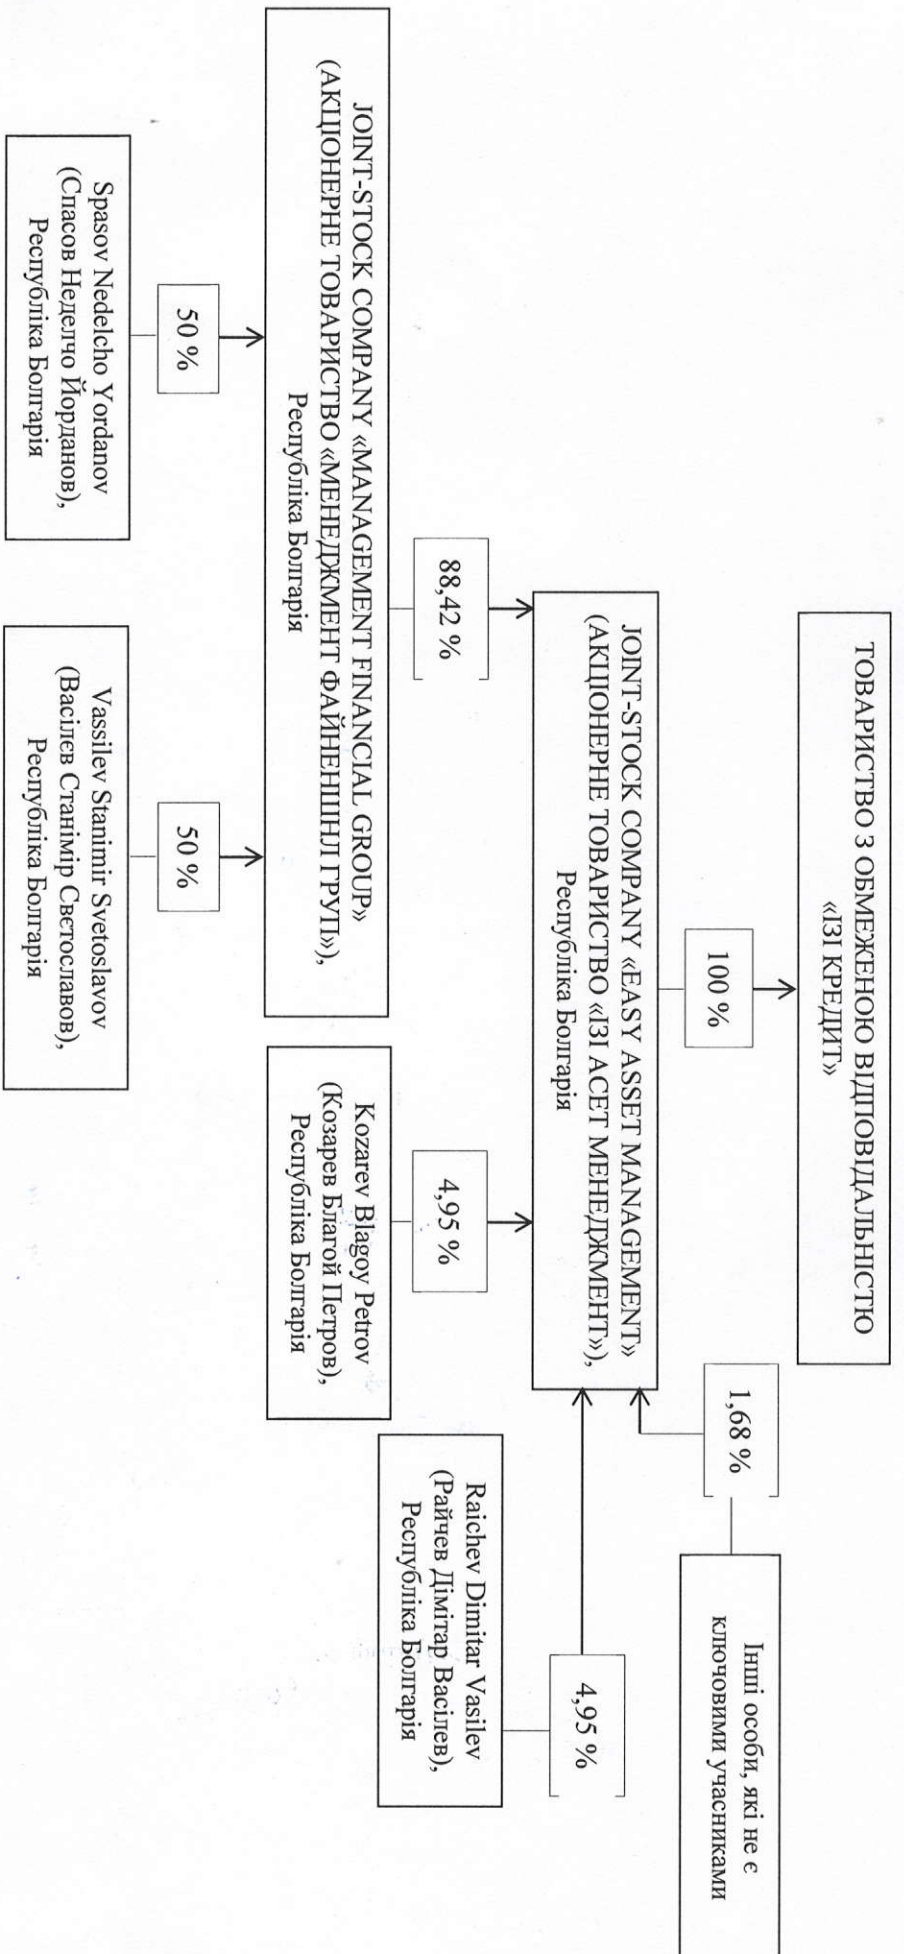 ТОВАРИСТВО З ОБМЕЖЕНОЮ ВІДПОВІДАЛЬНІСТЮ
«ІЗІ КРЕДИТ»
100 %
1,68 %
Інші особи, які не є
ключовими учасниками
JOINT-STOCK COMPANY «EASY ASSET MANAGEMENT»
(АКЦІОНЕРНЕ ТОВАРИСТВО «ІЗІ АСЕТ МЕНЕДЖМЕНТ»),
Республіка Болгарія
88,42 %
4,95 %
4,95 %
Raichev Dimitar Vasilev
(Райчев Дімітар Васілев),
Республіка Болгарія
JOINT-STOCK COMPANY «MANAGEMENT FINANCIAL GROUP»
(АКЦІОНЕРНЕ ТОВАРИСТВО «МЕНЕДЖМЕНТ ФАЙНЕНШНЛ ГРУП»),
Республіка Болгарія
Kozarev Blagoy Petrov
(Козарев Благой Петров),
Республіка Болгарія
50 %
50 %
Spasov Nedelcho Yordanov
(Спасов Неделчо Йорданов),
Республіка Болгарія
Vassilev Stanimir Svetoslavov
(Васілєв Станімір Свєтославов),
Республіка Болгарія